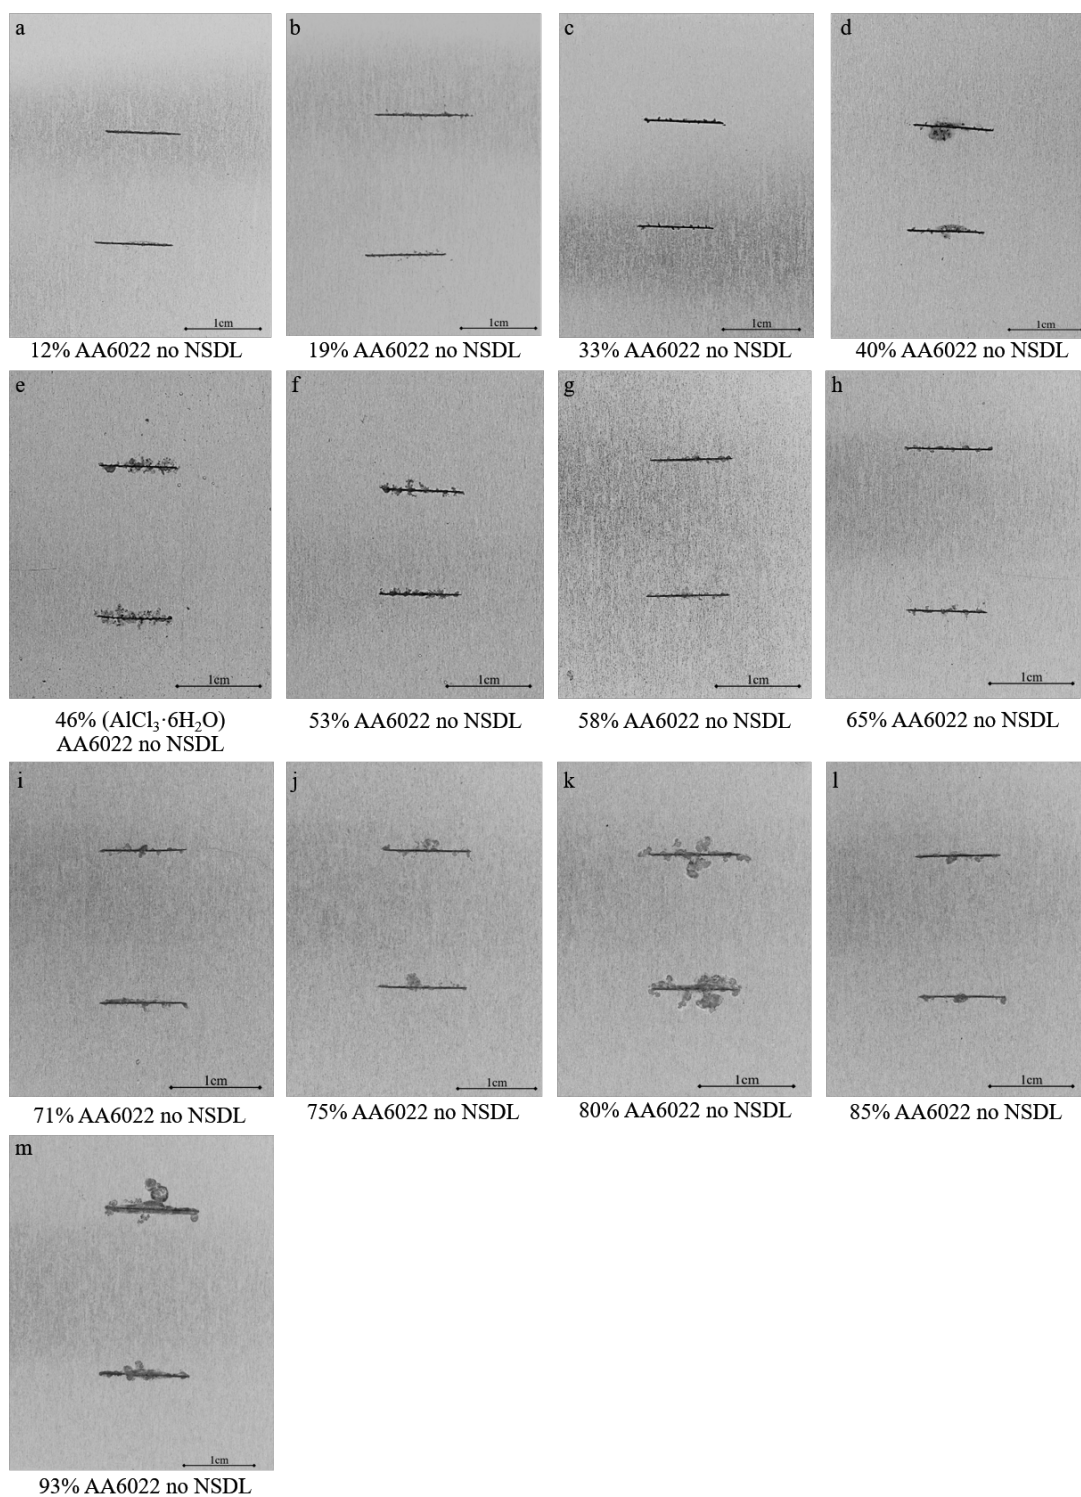 a
b
c
d
1cm
1cm
1cm
1cm
12% AA6022 no NSDL
19% AA6022 no NSDL
33% AA6022 no NSDL
40% AA6022 no NSDL
e
f
g
h
1cm
1cm
1cm
1cm
46% (AlCl₃·6H₂O)
AA6022 no NSDL
53% AA6022 no NSDL
58% AA6022 no NSDL
65% AA6022 no NSDL
i
j
k
l
1cm
1cm
1cm
1cm
71% AA6022 no NSDL
75% AA6022 no NSDL
80% AA6022 no NSDL
85% AA6022 no NSDL
m
1cm
93% AA6022 no NSDL